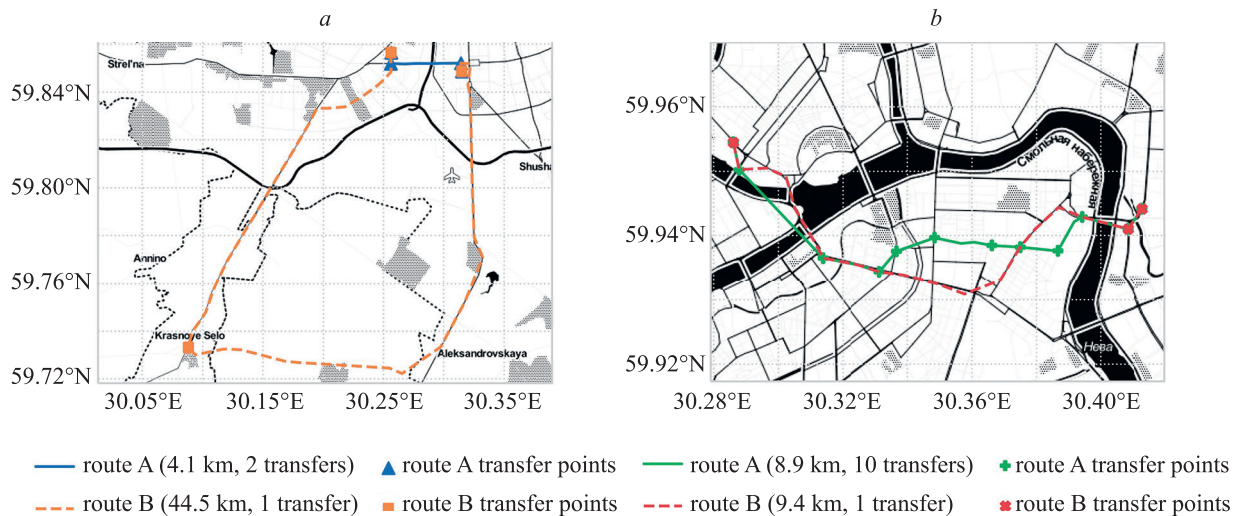 a
b
Strel'na
59.84°N
Shusha
59.80°N
Annino
59.76°N
Krasnoye Selo
Aleksandrovskaya
59.72°N
30.05°E 30.15°E 30.25°E 30.35°E
59.96°N
Смольная набережная
59.94°N
Нева
59.92°N
30.28°E 30.32°E 30.36°E 30.40°E
route A (4.1 km, 2 transfers)
route A transfer points
route A (8.9 km, 10 transfers)
route A transfer points
route B (44.5 km, 1 transfer)
route B transfer points
route B (9.4 km, 1 transfer)
route B transfer points